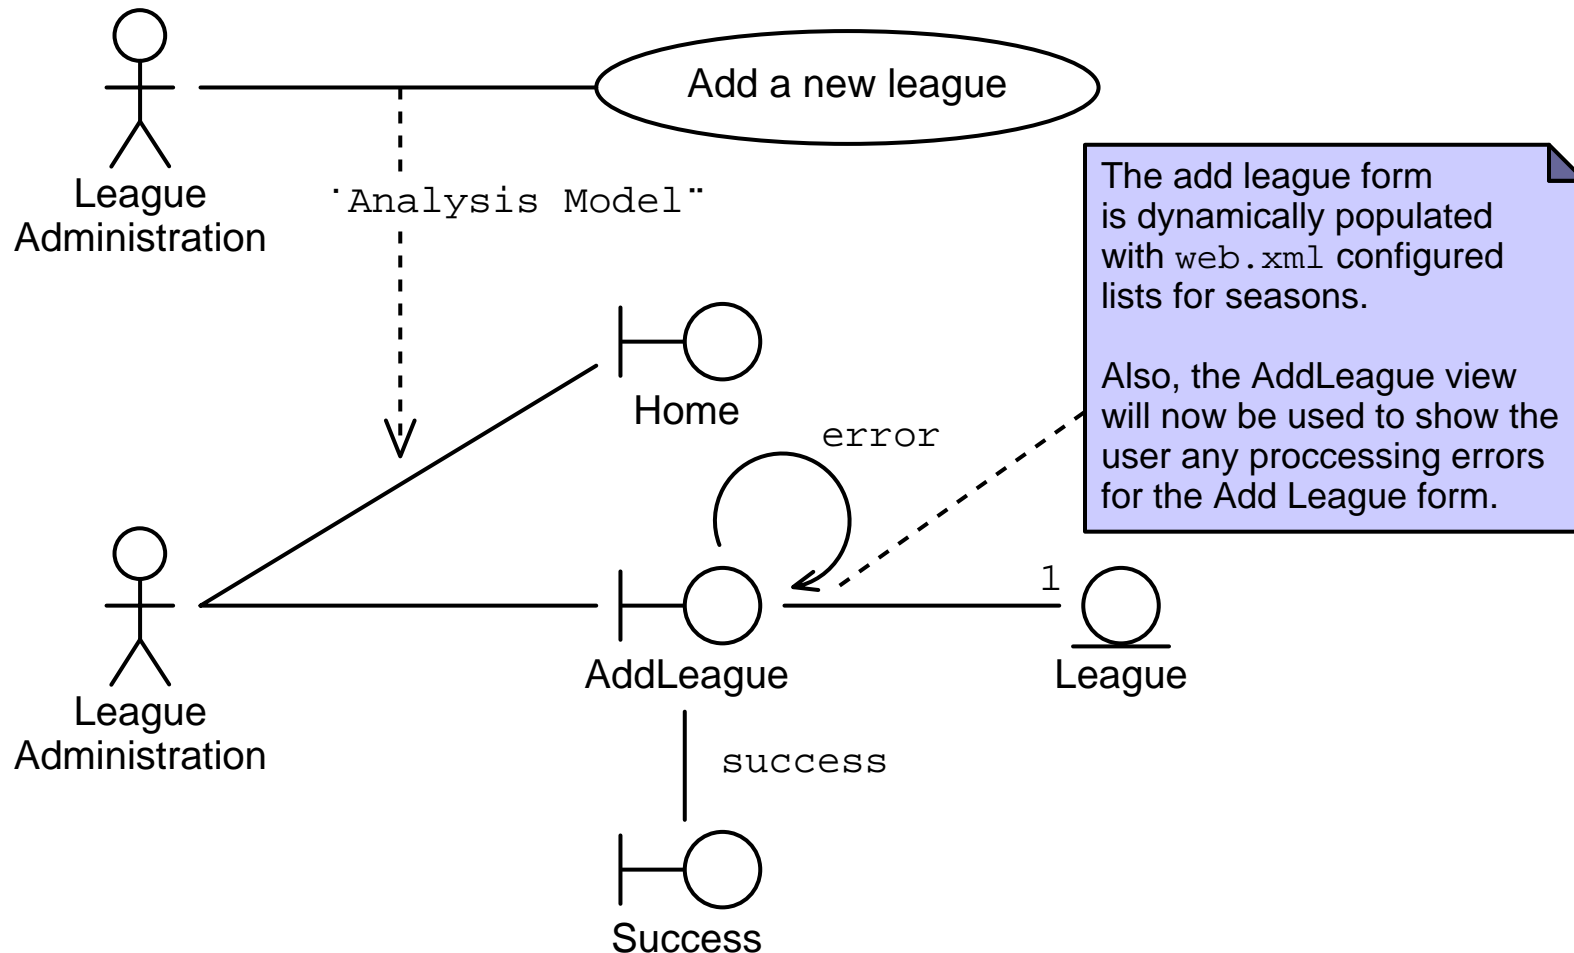 Add a new league
League
Administration
¨Analysis Model¨
The add league form
is dynamically populated
with web.xml configured
lists for seasons.
Also, the AddLeague view
will now be used to show the
user any proccessing errors
for the Add League form.
Home
error
1
AddLeague
League
League
Administration
success
Success